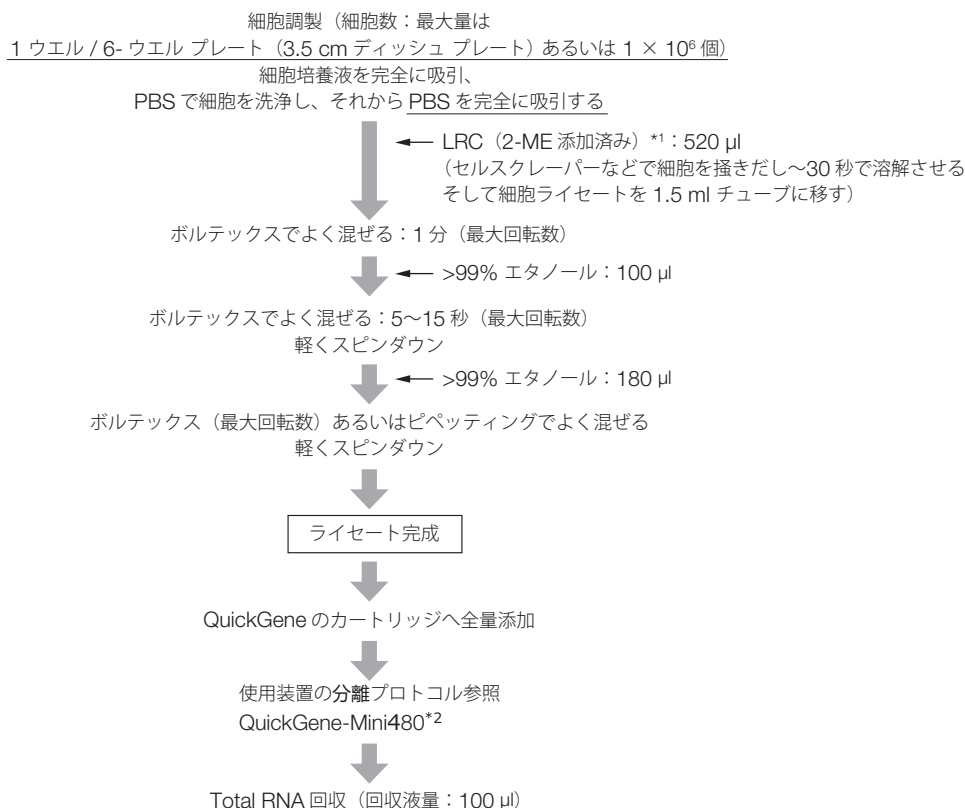 細胞調製（細胞数：最大量は
1 ウエル / 6- ウエル プレート（3.5 cm ディッシュ プレート）あるいは 1 × 10⁶ 個）
細胞培養液を完全に吸引、
PBS で細胞を洗浄し、それから PBS を完全に吸引する
LRC（2-ME 添加済み）*¹：520 µl
（セルスクレーパーなどで細胞を掻きだし～30 秒で溶解させる
そして細胞ライセートを 1.5 ml チューブに移す）
ボルテックスでよく混ぜる：1 分（最大回転数）
>99% エタノール：100 µl
ボルテックスでよく混ぜる：5～15 秒（最大回転数）
軽くスピンダウン
>99% エタノール：180 µl
ボルテックス（最大回転数）あるいはピペッティングでよく混ぜる
軽くスピンダウン
ライセート完成
QuickGene のカートリッジへ全量添加
使用装置の分離プロトコル参照
QuickGene-Mini480*²
Total RNA 回収（回収液量：100 µl）